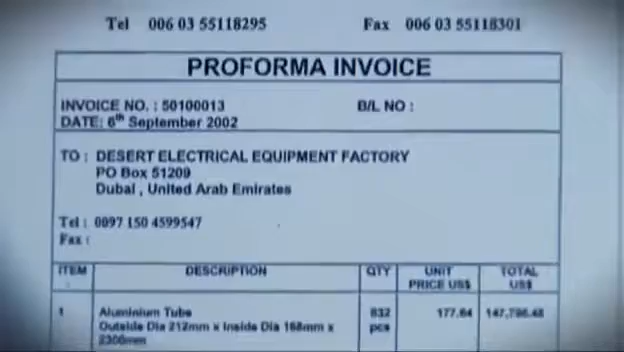 Tel 006 03 55118295 Fax 006 03 55118301
PROFORMA INVOICE
INVOICE NO. : 50100013 B/L NO :
DATE: 6th September 2002
TO : DESERT ELECTRICAL EQUIPMENT FACTORY
PO Box 51209
Dubai , United Arab Emirates
Tel : 0097 150 4599547
Fax :
ITEM DESCRIPTION QTY UNIT PRICE US$ TOTAL US$
1 Aluminium Tube 832 pcs 177.64 147,796.48
Outside Dia 212mm x Inside Dia 168mm x
2300mm